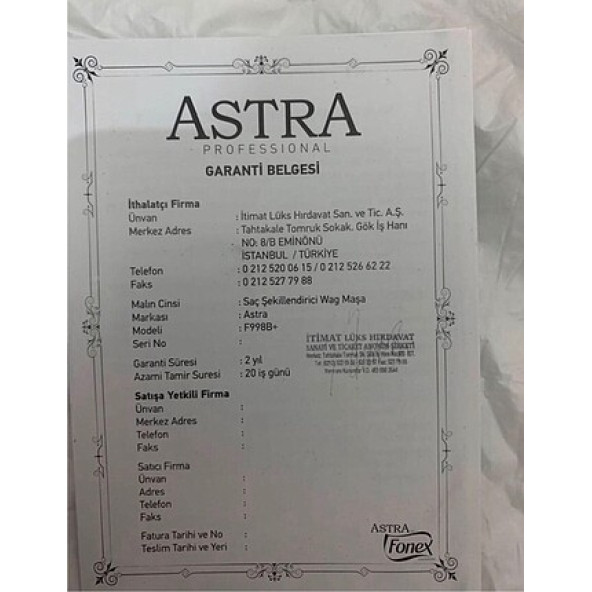 ASTRA
PROFESSIONAL
GARANTİ BELGESİ
İthalatçı Firma
Ünvan : İtimat Lüks Hırdavat San. ve Tic. A.Ş.
Merkez Adres : Tahtakale Tomruk Sokak. Gök İş Hanı
NO: 8/B EMİNÖNÜ
İSTANBUL / TÜRKİYE
Telefon : 0 212 520 06 15 / 0 212 526 62 22
Faks : 0 212 527 79 88
Malın Cinsi : Saç Şekillendirici Wag Maşa
Markası : Astra
Modeli : F998B+
Seri No :
İTİMAT LÜKS HIRDAVAT
SANAYİ VE TİCARET ANONİM ŞİRKETİ
Garanti Süresi : 2 yıl
Azami Tamir Suresi : 20 iş günü
Satışa Yetkili Firma
Ünvan :
Merkez Adres :
Telefon :
Faks :
Satıcı Firma
Ünvan :
Adres :
Telefon :
Faks :
Fatura Tarihi ve No :
Teslim Tarihi ve Yeri :
ASTRA
Fonex